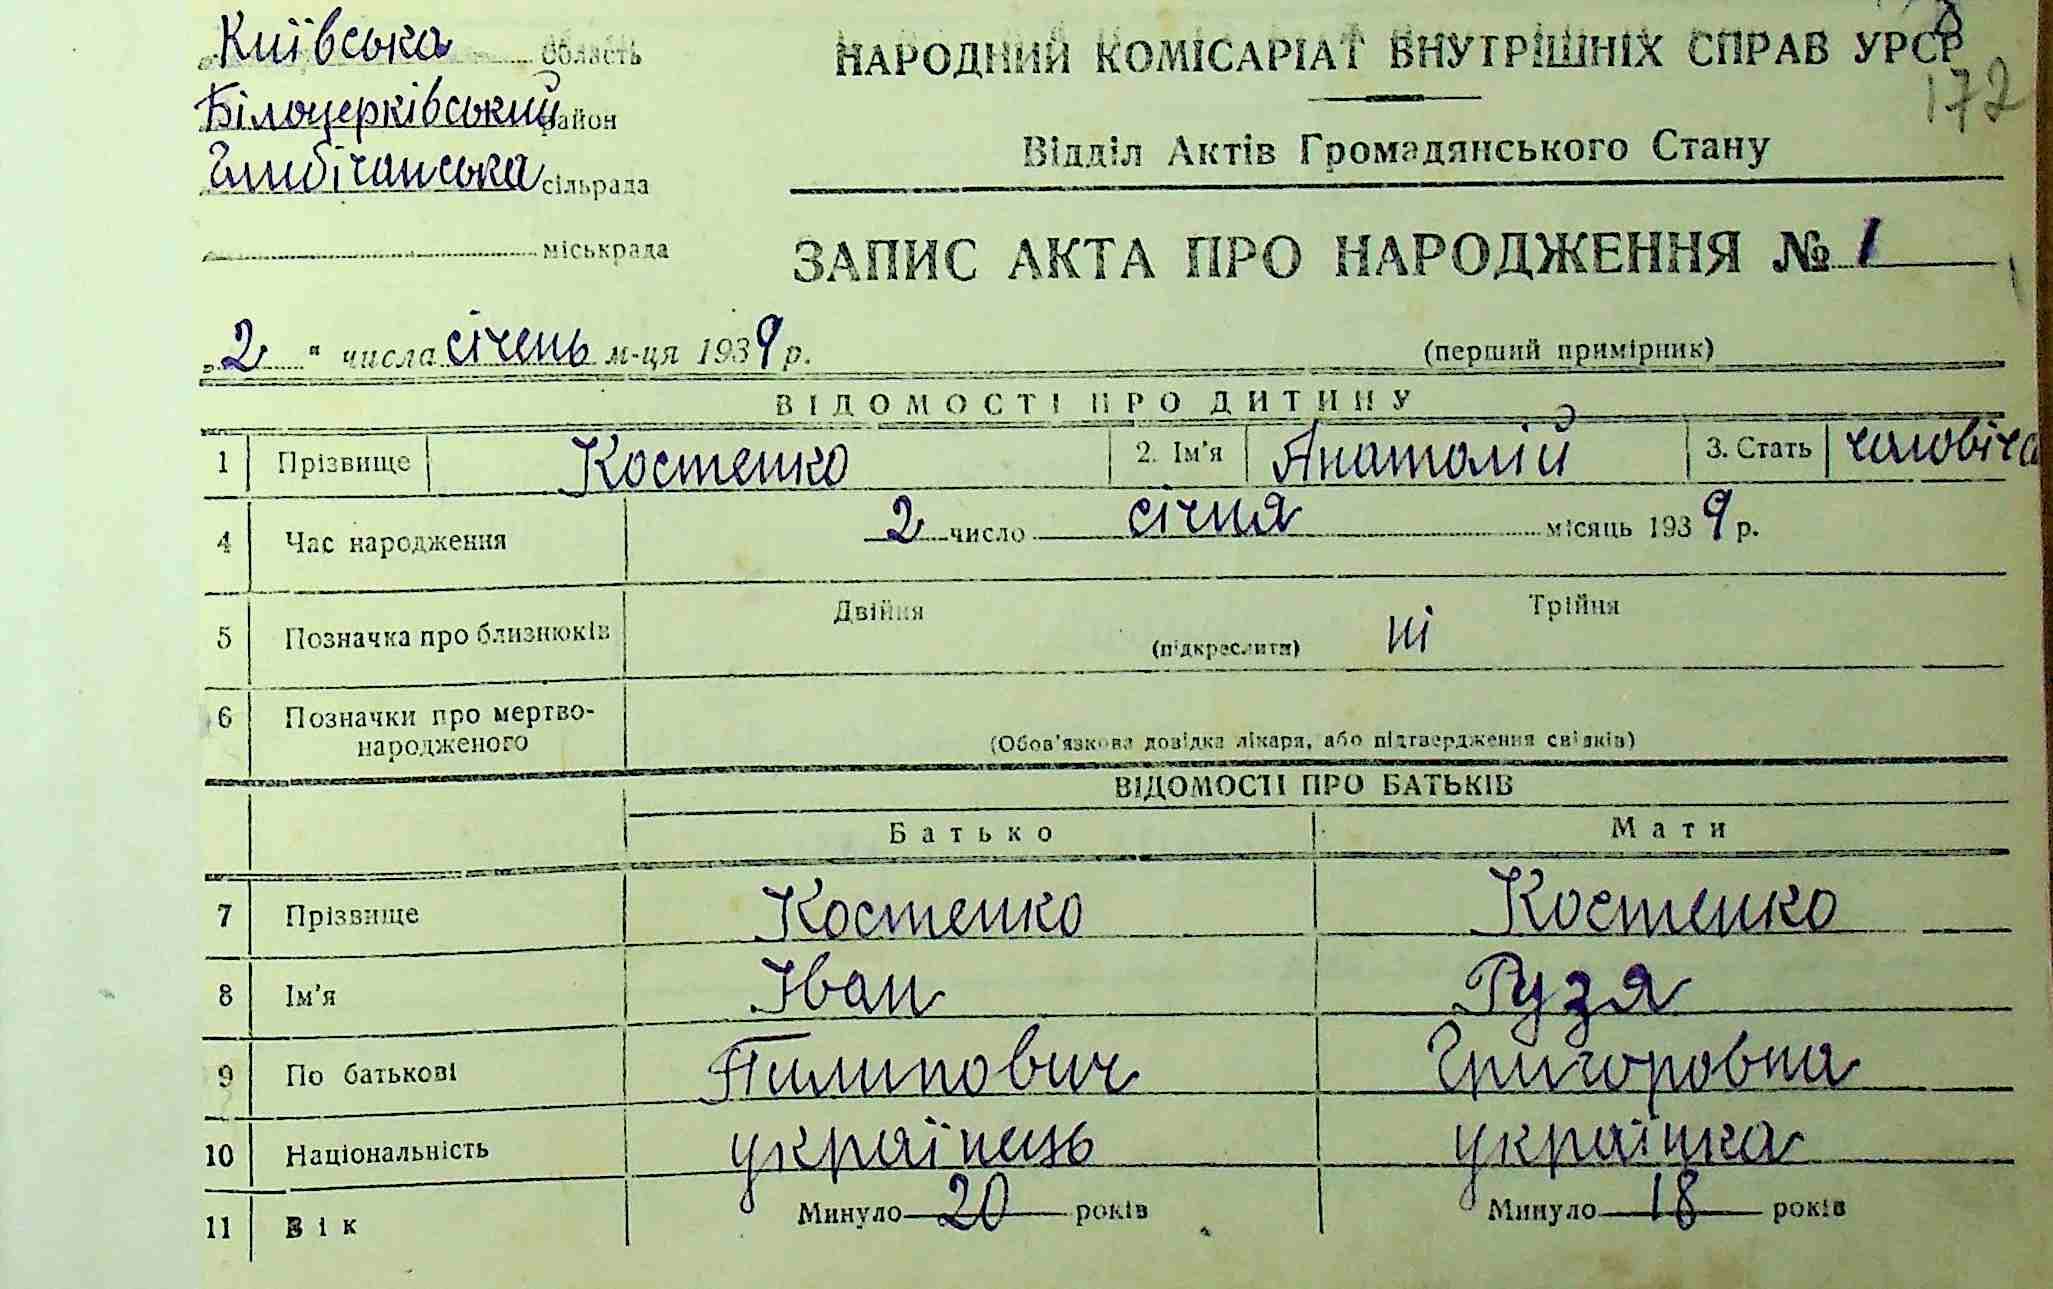 Київська область
Білоцерківський район
Глибічанська сільрада
міськрада
НАРОДНИЙ КОМІСАРІАТ ВНУТРІШНІХ СПРАВ УРСР
172
Відділ Актів Громадянського Стану
ЗАПИС АКТА ПРО НАРОДЖЕННЯ № 1
„2" числа січень м-ця 1939 р.
(перший примірник)
ВІДОМОСТІ ПРО ДИТИНУ
1 Прізвище Костенко 2. Ім'я Анатолій 3. Стать чоловіча
4 Час народження 2 число січня місяць 1939 р.
5 Позначка про близнюків Двійня (підкреслити) ні Трійня
6 Позначки про мертво-
народженого (Обов'язкова довідка лікаря, або підтвердження свідків)
ВІДОМОСТІ ПРО БАТЬКІВ
Батько Мати
7 Прізвище Костенко Костенко
8 Ім'я Іван Рузя
9 По батькові Пилипович Григоровна
10 Національність українець українка
11 Вік Минуло 20 років Минуло 18 років